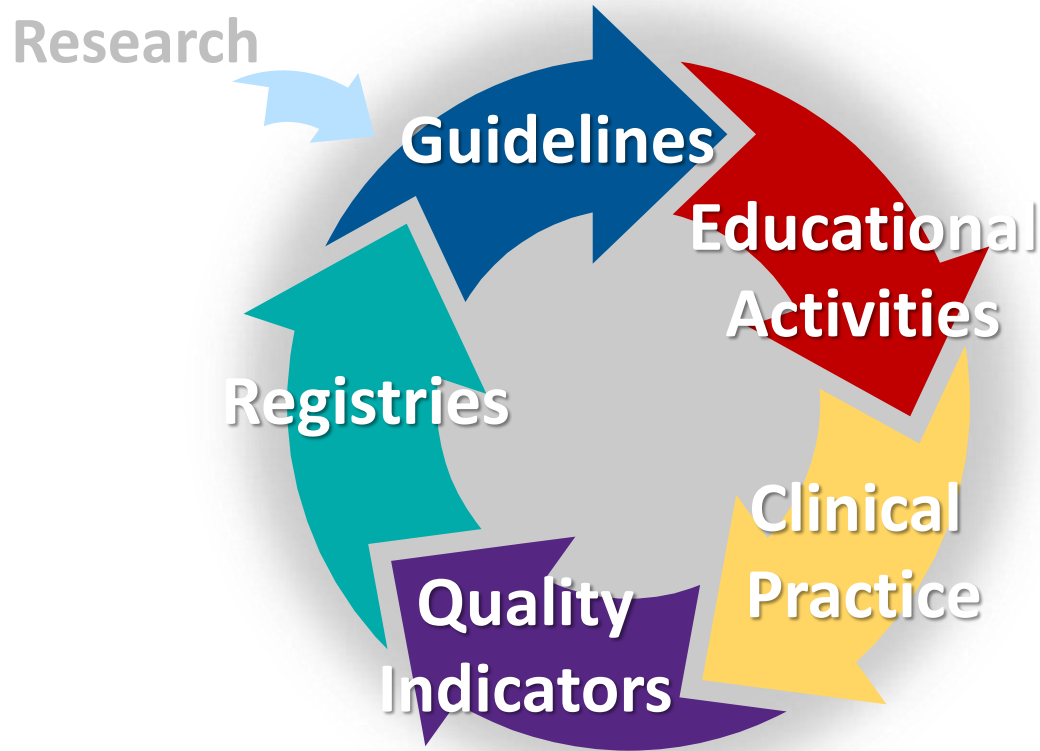 Research
Guidelines
Educational
Activities
Clinical
Practice
Quality
Indicators
Registries